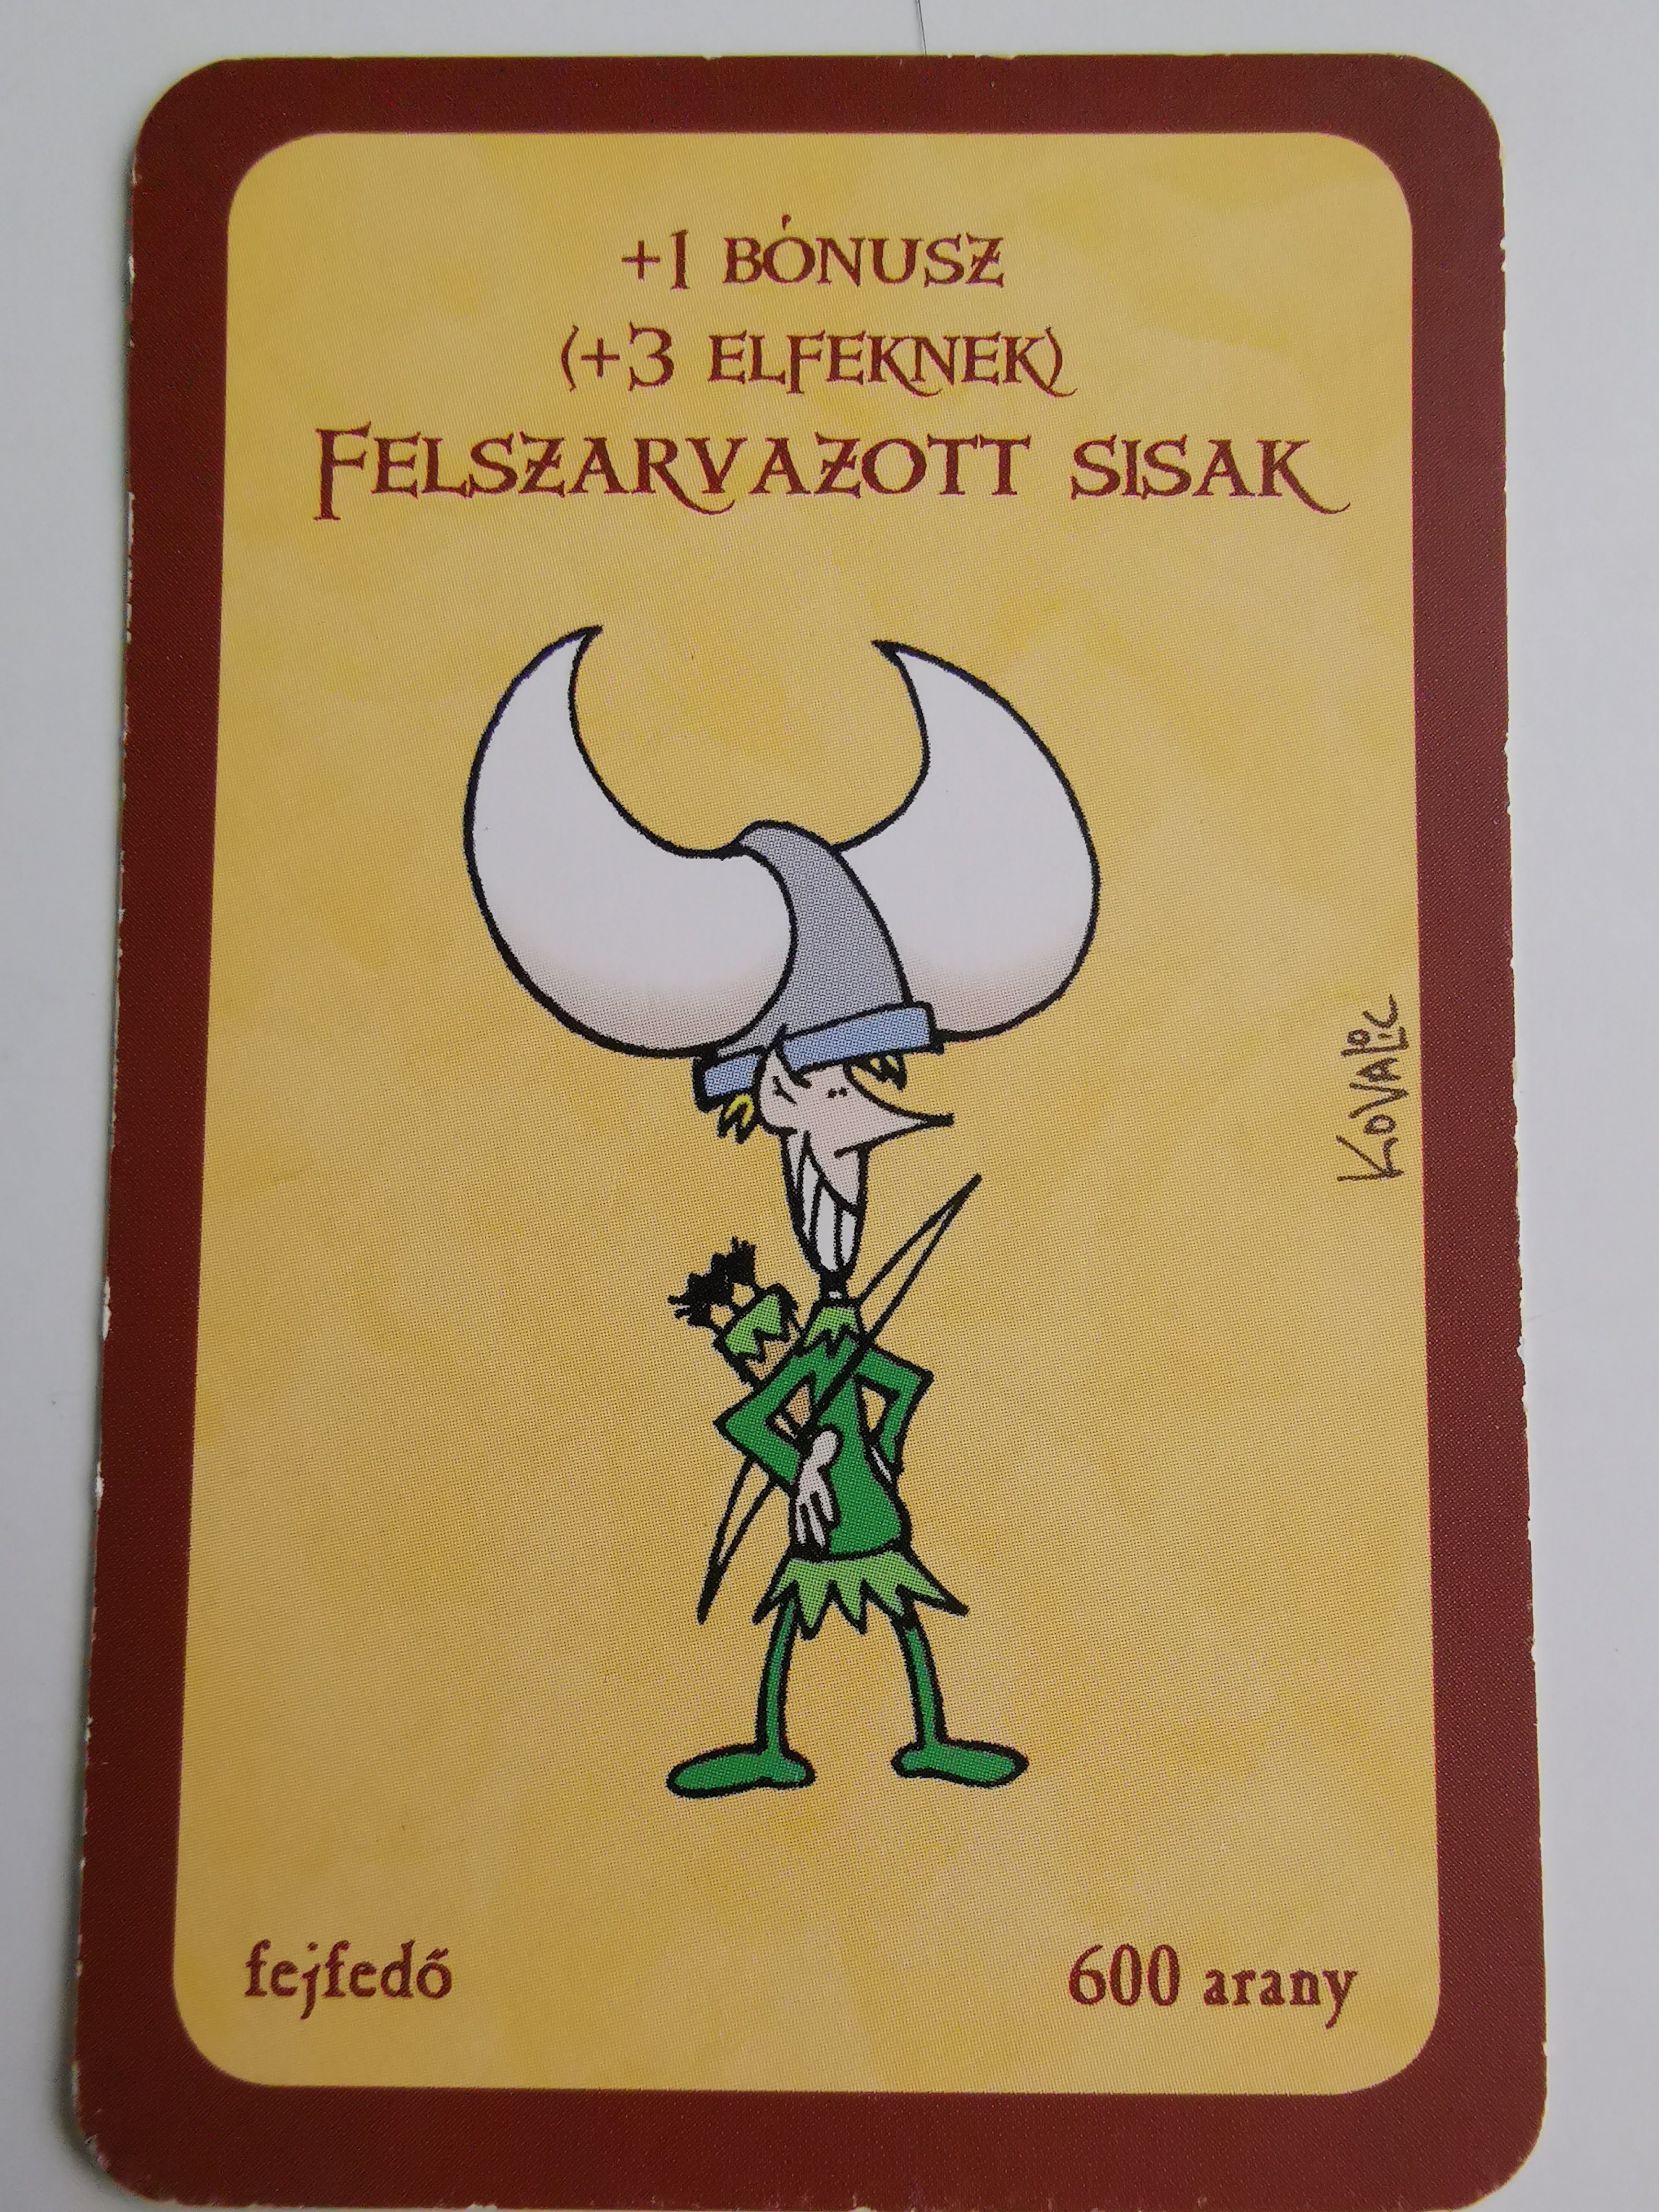 +1 BÓNUSZ
(+3 ELFEKNEK)
FELSZARVAZOTT SISAK
KOVALIC
fejfedő
600 arany